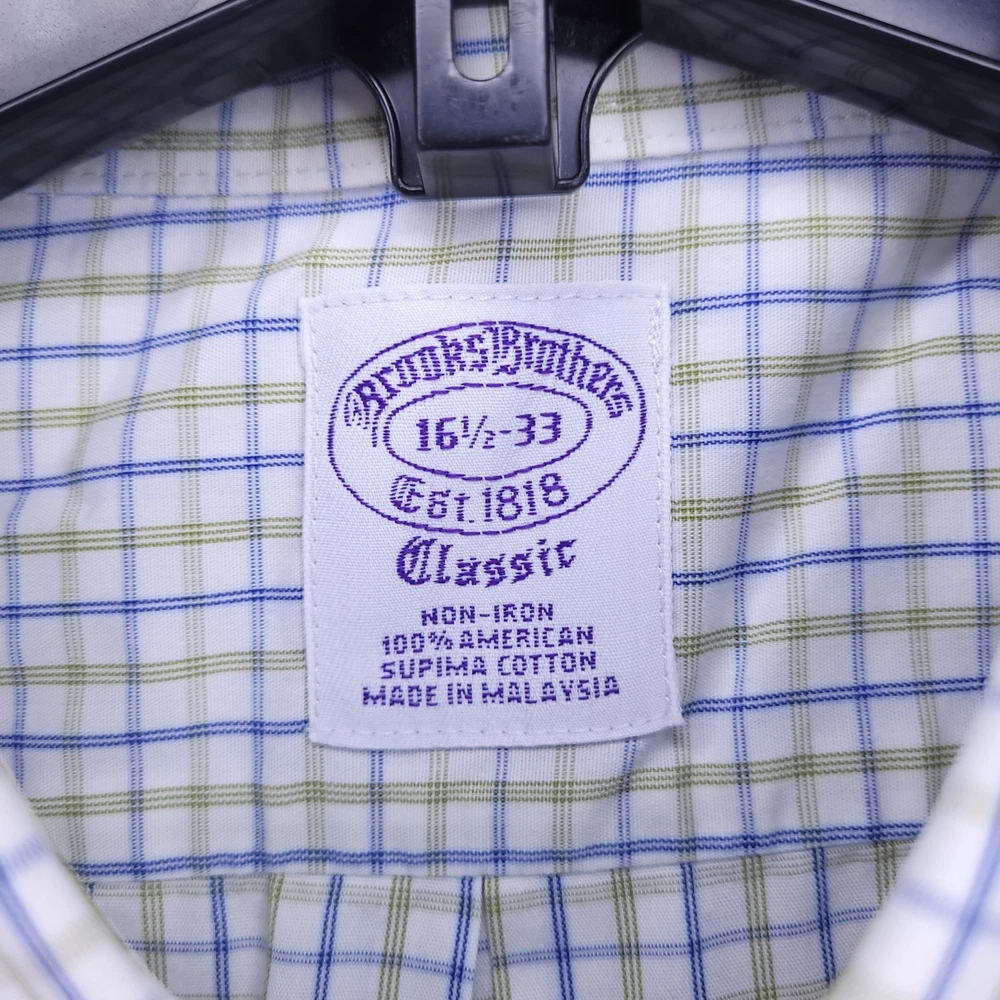 Brooks Brothers
16½-33
Est. 1818
Classic
NON-IRON
100% AMERICAN
SUPIMA COTTON
MADE IN MALAYSIA